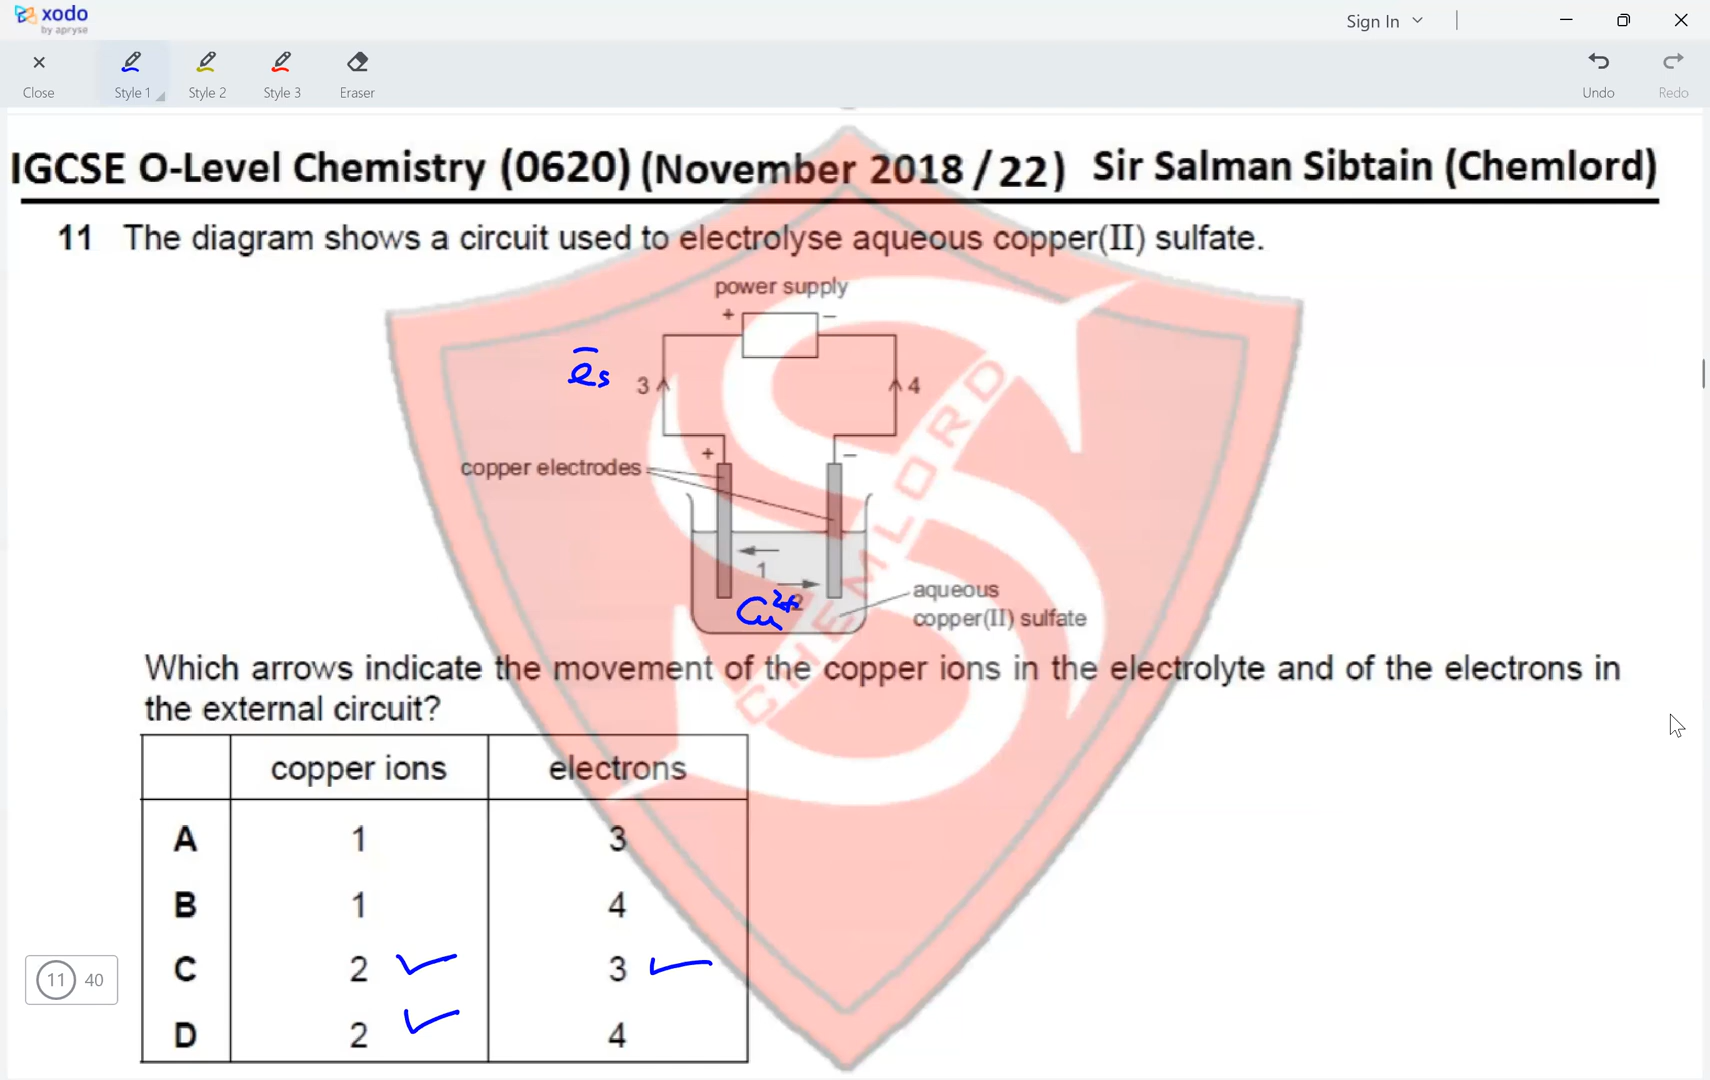 xodo
by apryse
Sign In
Close
Style 1
Style 2
Style 3
Eraser
Undo
Redo
IGCSE O-Level Chemistry (0620) (November 2018 / 22) Sir Salman Sibtain (Chemlord)
11 The diagram shows a circuit used to electrolyse aqueous copper(II) sulfate.
power supply
+ −
e̅s 3 4
+ −
copper electrodes
1
2
Cu²⁺
aqueous
copper(II) sulfate
CHEMLORD
Which arrows indicate the movement of the copper ions in the electrolyte and of the electrons in
the external circuit?
copper ions electrons
A 1 3
B 1 4
C 2 ✓ 3 ✓
D 2 ✓ 4
11 40